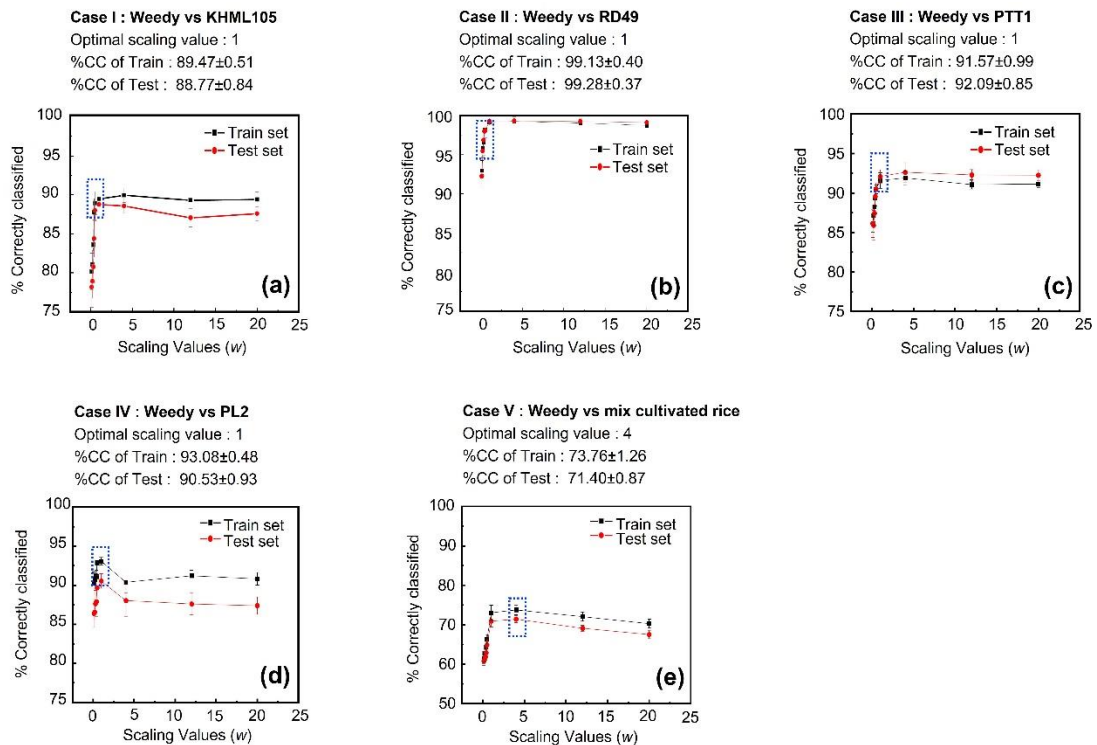 Case I : Weedy vs KHML105
Optimal scaling value : 1
%CC of Train : 89.47±0.51
%CC of Test : 88.77±0.84
100
95
90
85
80
75
% Correctly classified
Train set
Test set
(a)
0 5 10 15 20 25
Scaling Values (w)
Case II : Weedy vs RD49
Optimal scaling value : 1
%CC of Train : 99.13±0.40
%CC of Test : 99.28±0.37
100
95
90
85
80
75
% Correctly classified
Train set
Test set
(b)
0 5 10 15 20 25
Scaling Values (w)
Case III : Weedy vs PTT1
Optimal scaling value : 1
%CC of Train : 91.57±0.99
%CC of Test : 92.09±0.85
100
95
90
85
80
75
% Correctly classified
Train set
Test set
(c)
0 5 10 15 20 25
Scaling Values (w)
Case IV : Weedy vs PL2
Optimal scaling value : 1
%CC of Train : 93.08±0.48
%CC of Test : 90.53±0.93
100
95
90
85
80
75
% Correctly classified
Train set
Test set
(d)
0 5 10 15 20 25
Scaling Values (w)
Case V : Weedy vs mix cultivated rice
Optimal scaling value : 4
%CC of Train : 73.76±1.26
%CC of Test : 71.40±0.87
100
90
80
70
60
50
% Correctly classified
Train set
Test set
(e)
0 5 10 15 20 25
Scaling Values (w)